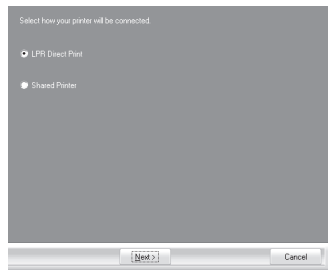 Select how your printer will be connected.
LPR Direct Print
Shared Printer
Next >
Cancel